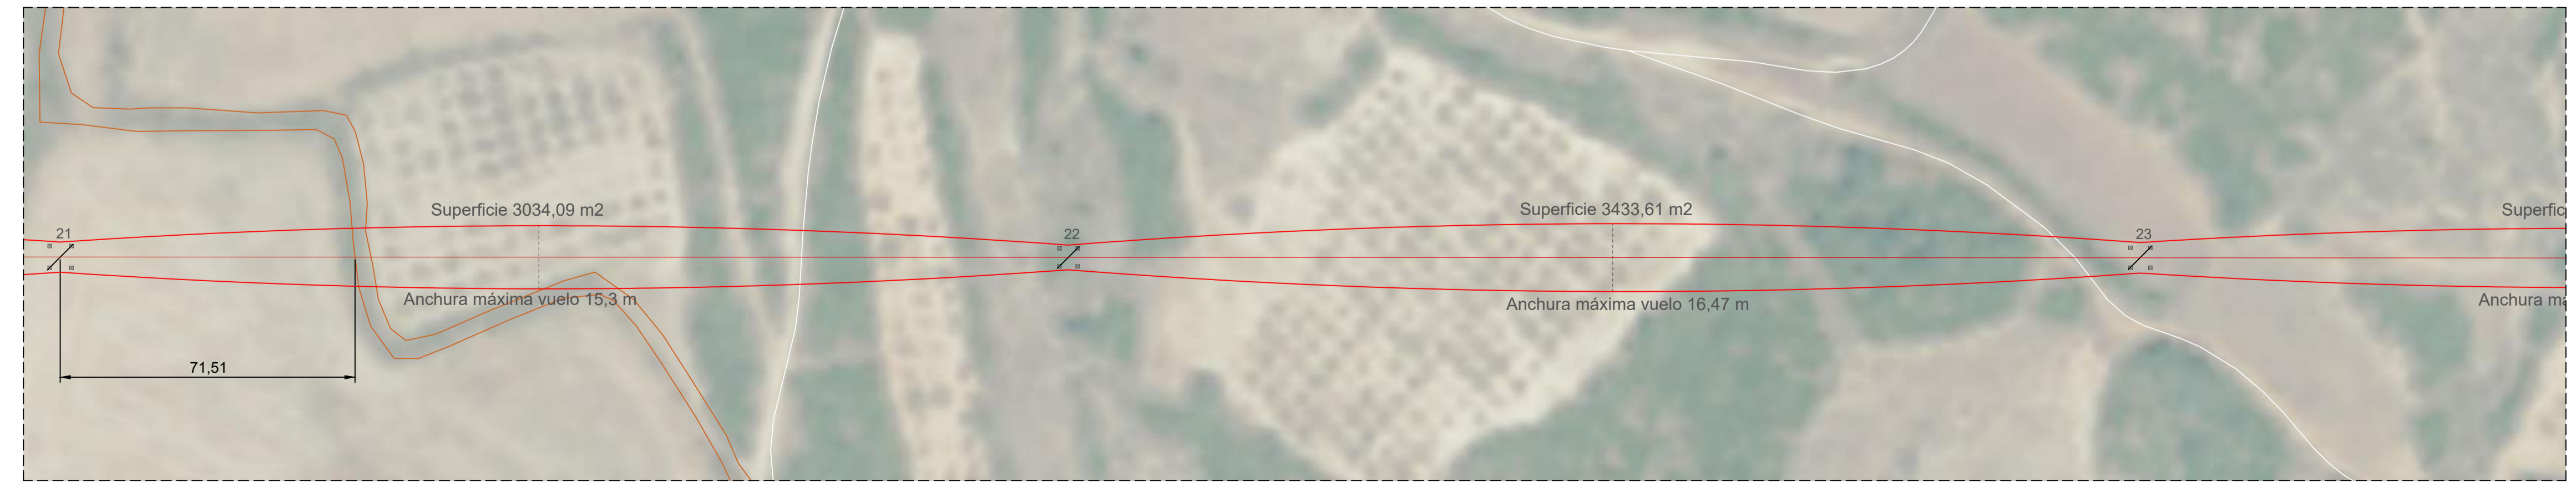 Superficie 3034,09 m2
Superficie 3433,61 m2
Superfic
21
22
23
Anchura máxima vuelo 15,3 m
Anchura máxima vuelo 16,47 m
Anchura m
71,51